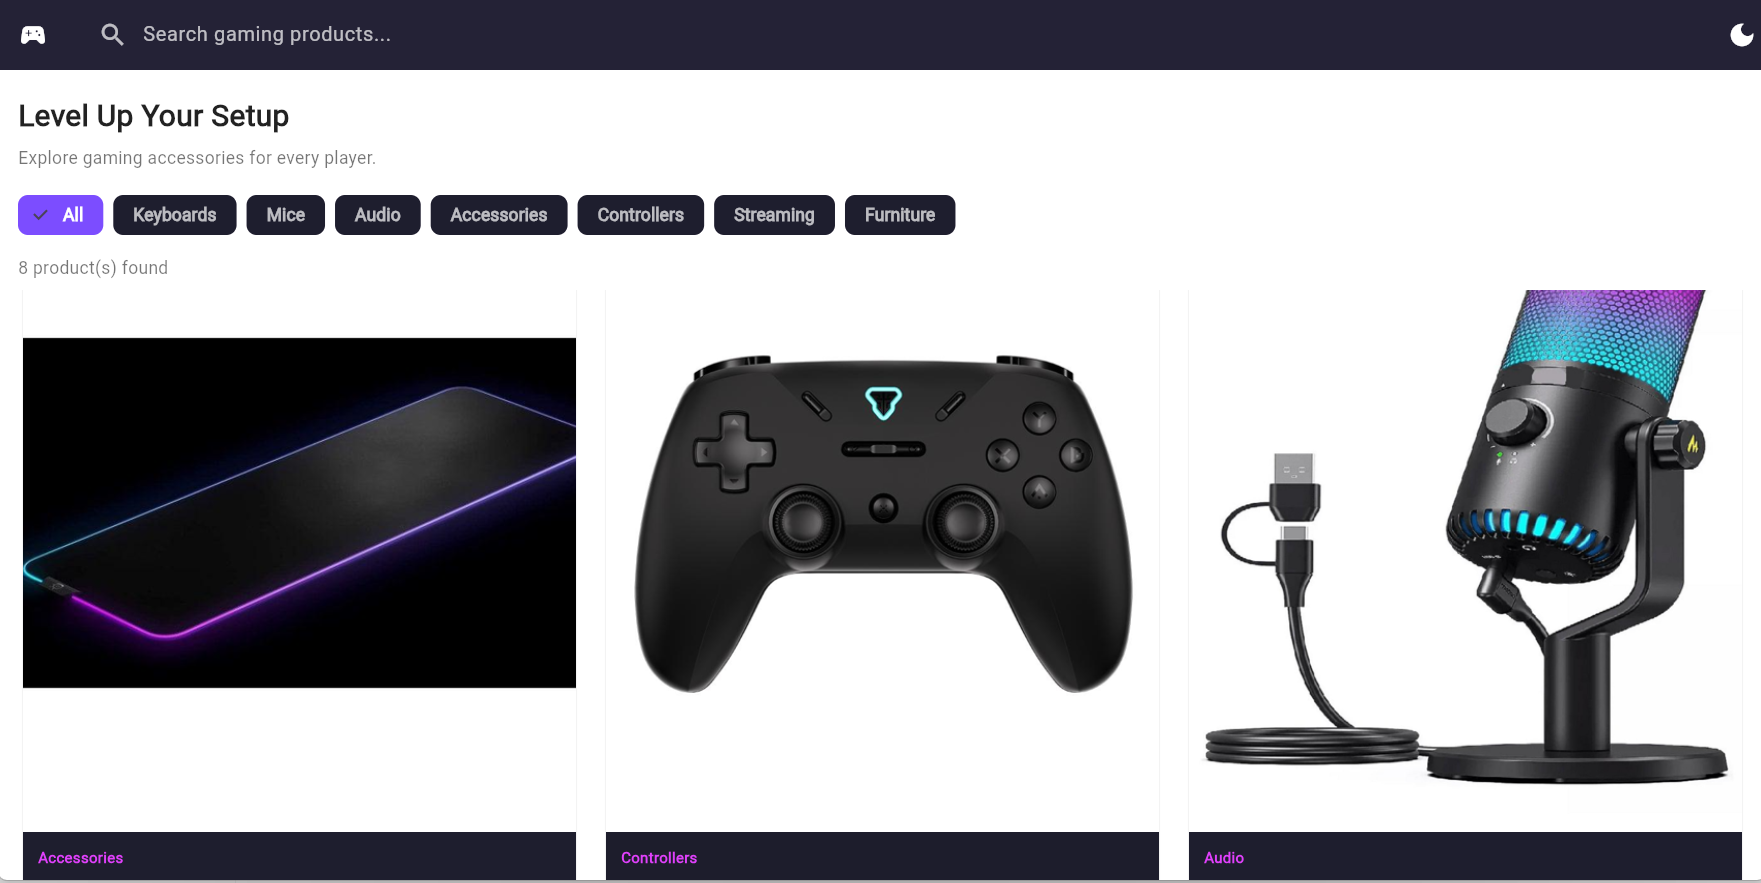 Search gaming products...
Level Up Your Setup
Explore gaming accessories for every player.
All Keyboards Mice Audio Accessories Controllers Streaming Furniture
8 product(s) found
Accessories Controllers Audio